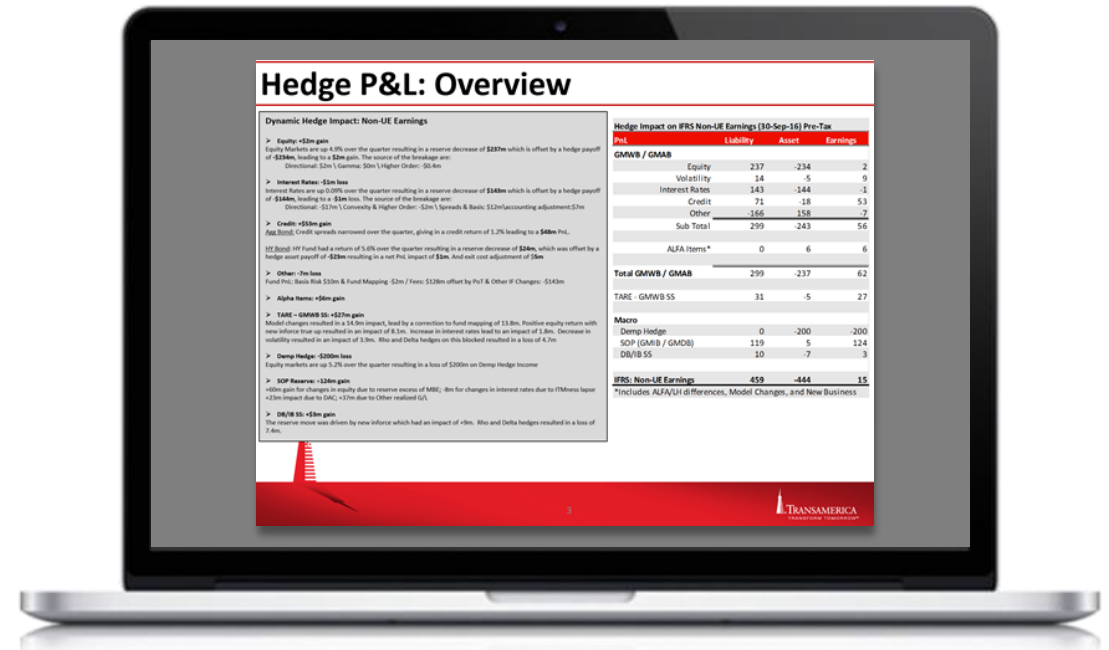 Hedge P&L: Overview
Dynamic Hedge Impact: Non-UE Earnings
➤ Equity: +$2m gain
Equity Markets are up 4.9% over the quarter resulting in a reserve decrease of $237m which is offset by a hedge payoff
of -$234m, leading to a $2m gain. The source of the breakage are:
Directional: $2m \ Gamma: $0m \ Higher Order: -$0.4m
➤ Interest Rates: -$1m loss
Interest Rates are up 0.09% over the quarter resulting in a reserve decrease of $143m which is offset by a hedge payoff
of -$144m, leading to a -$1m loss. The source of the breakage are:
Directional: -$17m \ Convexity & Higher Order: -$2m \ Spreads & Basis: $12m\accounting adjustment:$7m
➤ Credit: +$53m gain
Agg Bond: Credit spreads narrowed over the quarter, giving in a credit return of 1.2% leading to a $48m PnL.
HY Bond: HY Fund had a return of 5.6% over the quarter resulting in a reserve decrease of $24m, which was offset by a
hedge asset payoff of -$23m resulting in a net PnL impact of $1m. And exit cost adjustment of $5m
➤ Other: -7m loss
Fund PnL: Basis Risk $10m & Fund Mapping -$2m / Fees: $128m offset by PoT & Other IF Changes: -$143m
➤ Alpha Items: +$6m gain
➤ TARE – GMWB SS: +$27m gain
Model changes resulted in a 14.9m impact, lead by a correction to fund mapping of 13.8m. Positive equity return with
new inforce true up resulted in an impact of 8.1m. Increase in interest rates lead to an impact of 1.8m. Decrease in
volatility resulted in an impact of 3.9m. Rho and Delta hedges on this blocked resulted in a loss of 4.7m
➤ Demp Hedge: -$200m loss
Equity markets are up 5.2% over the quarter resulting in a loss of $200m on Demp Hedge Income
➤ SOP Reserve: +124m gain
+60m gain for changes in equity due to reserve excess of MBE; -8m for changes in interest rates due to ITMness lapse
+23m impact due to DAC; +37m due to Other realized G/L
➤ DB/IB SS: +$3m gain
The reserve move was driven by new inforce which had an impact of +9m. Rho and Delta hedges resulted in a loss of
7.4m.
Hedge Impact on IFRS Non-UE Earnings (30-Sep-16) Pre-Tax
PnL Liability Asset Earnings
GMWB / GMAB
Equity 237 -234 2
Volatility 14 -5 9
Interest Rates 143 -144 -1
Credit 71 -18 53
Other -166 158 -7
Sub Total 299 -243 56
ALFA Items* 0 6 6
Total GMWB / GMAB 299 -237 62
TARE - GMWB SS 31 -5 27
Macro
Demp Hedge 0 -200 -200
SOP (GMIB / GMDB) 119 5 124
DB/IB SS 10 -7 3
IFRS: Non-UE Earnings 459 -444 15
*Includes ALFA/LH differences, Model Changes, and New Business
3
TRANSAMERICA
TRANSFORM TOMORROW